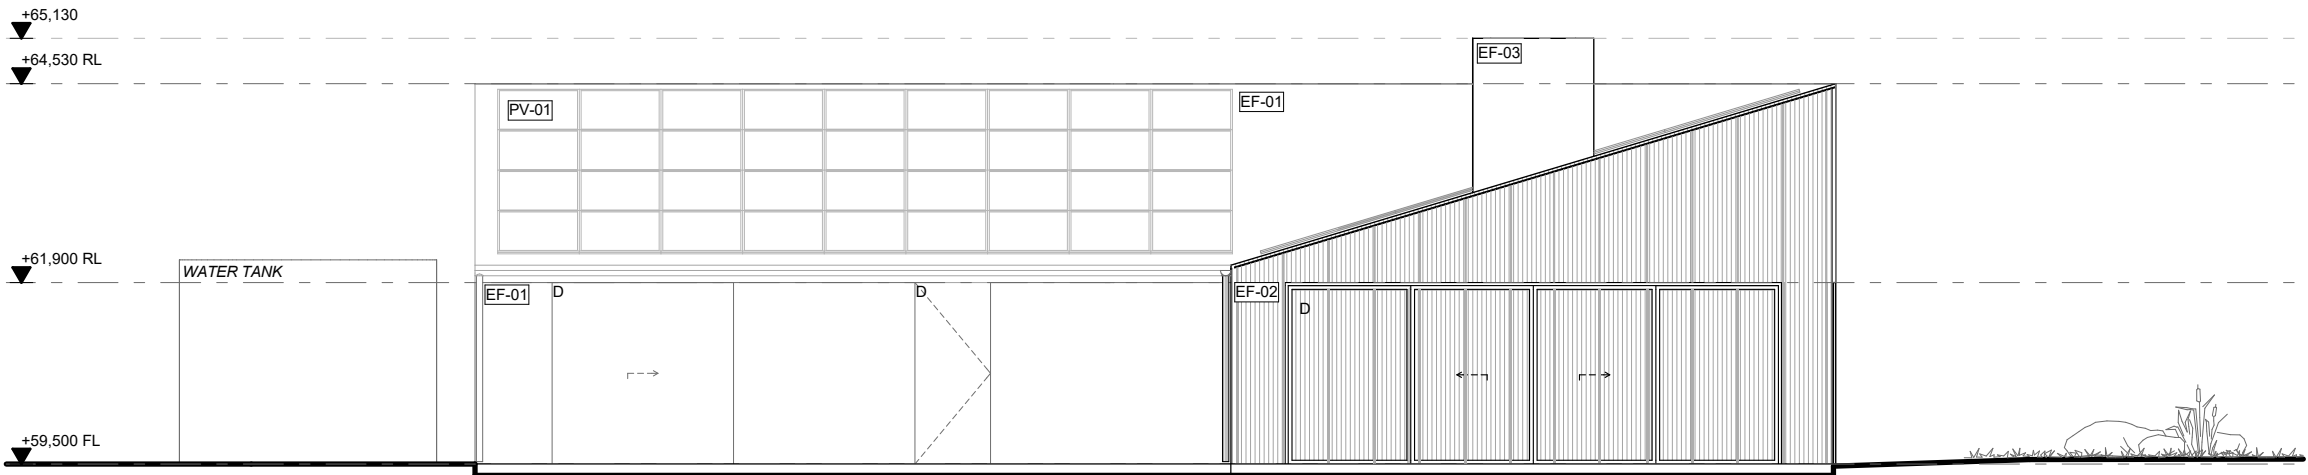 +65,130
+64,530 RL
EF-03
PV-01
EF-01
+61,900 RL
WATER TANK
EF-01
D
D
EF-02
D
+59,500 FL